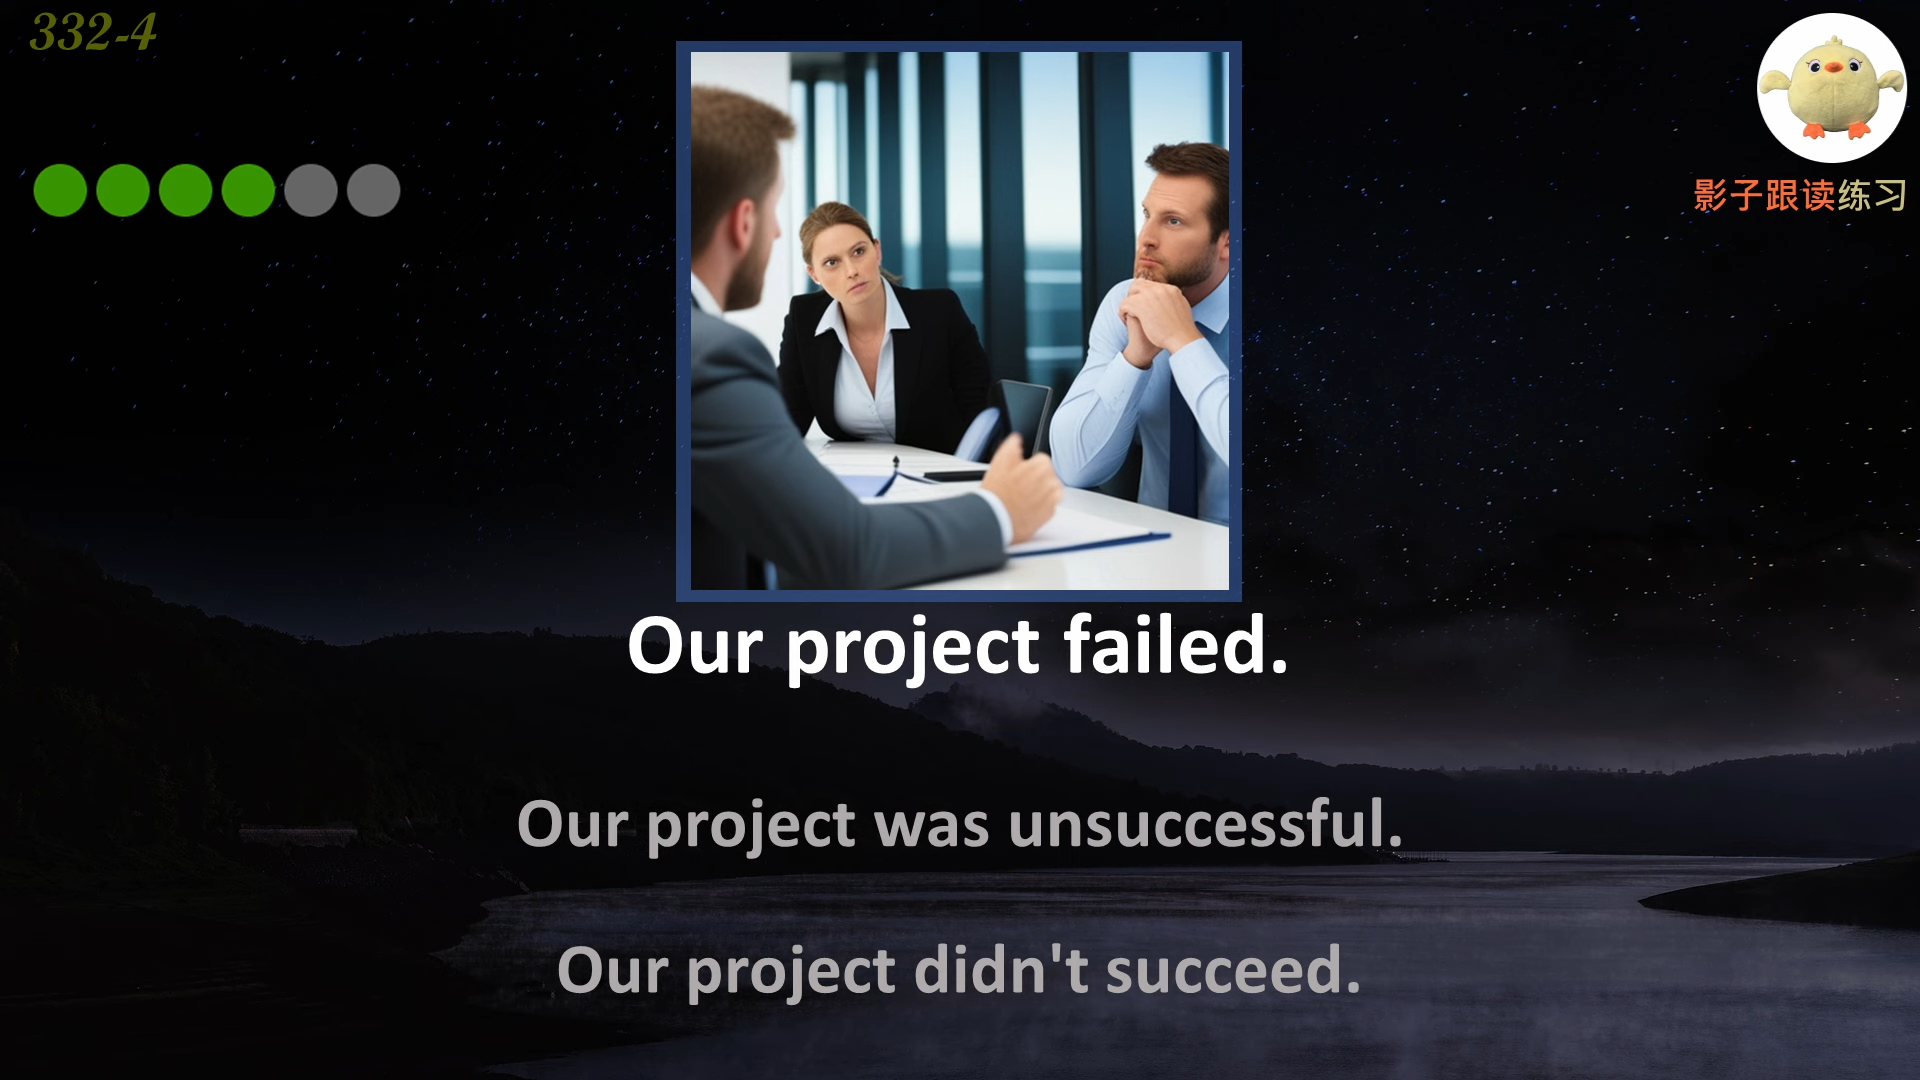 332-4
影子跟读练习
Our project failed.
Our project was unsuccessful.
Our project didn't succeed.